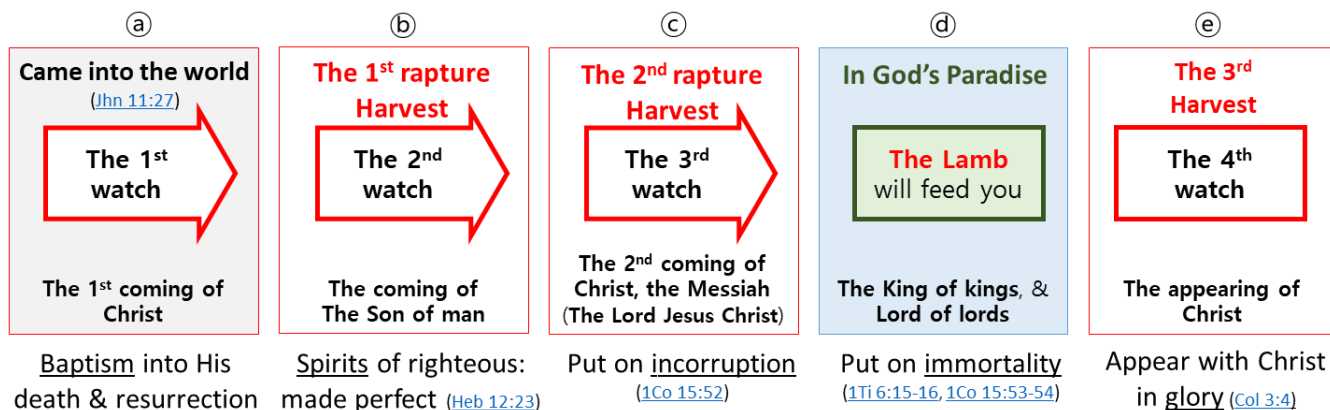 ⓐ
Came into the world
(Jhn 11:27)
The 1st
watch
The 1st coming of
Christ
Baptism into His
death & resurrection
ⓑ
The 1st rapture
Harvest
The 2nd
watch
The coming of
The Son of man
Spirits of righteous:
made perfect (Heb 12:23)
ⓒ
The 2nd rapture
Harvest
The 3rd
watch
The 2nd coming of
Christ, the Messiah
(The Lord Jesus Christ)
Put on incorruption
(1Co 15:52)
ⓓ
In God’s Paradise
The Lamb
will feed you
The King of kings, &
Lord of lords
Put on immortality
(1Ti 6:15-16, 1Co 15:53-54)
ⓔ
The 3rd
Harvest
The 4th
watch
The appearing of
Christ
Appear with Christ
in glory (Col 3:4)